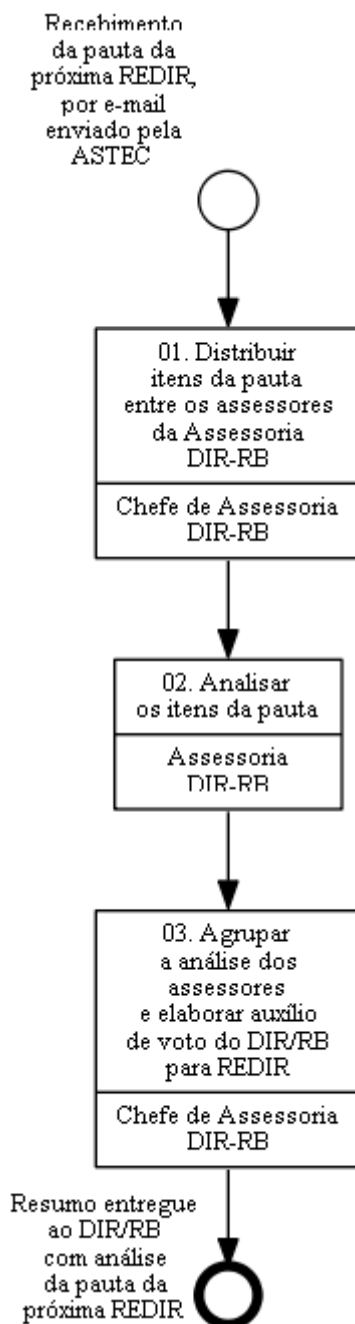 Recebimento
da pauta da
próxima REDIR,
por e-mail
enviado pela
ASTEC
01. Distribuir
itens da pauta
entre os assessores
da Assessoria
DIR-RB
Chefe de Assessoria
DIR-RB
02. Analisar
os itens da pauta
Assessoria
DIR-RB
03. Agrupar
a análise dos
assessores
e elaborar auxílio
de voto do DIR/RB
para REDIR
Chefe de Assessoria
DIR-RB
Resumo entregue
ao DIR/RB
com análise
da pauta da
próxima REDIR